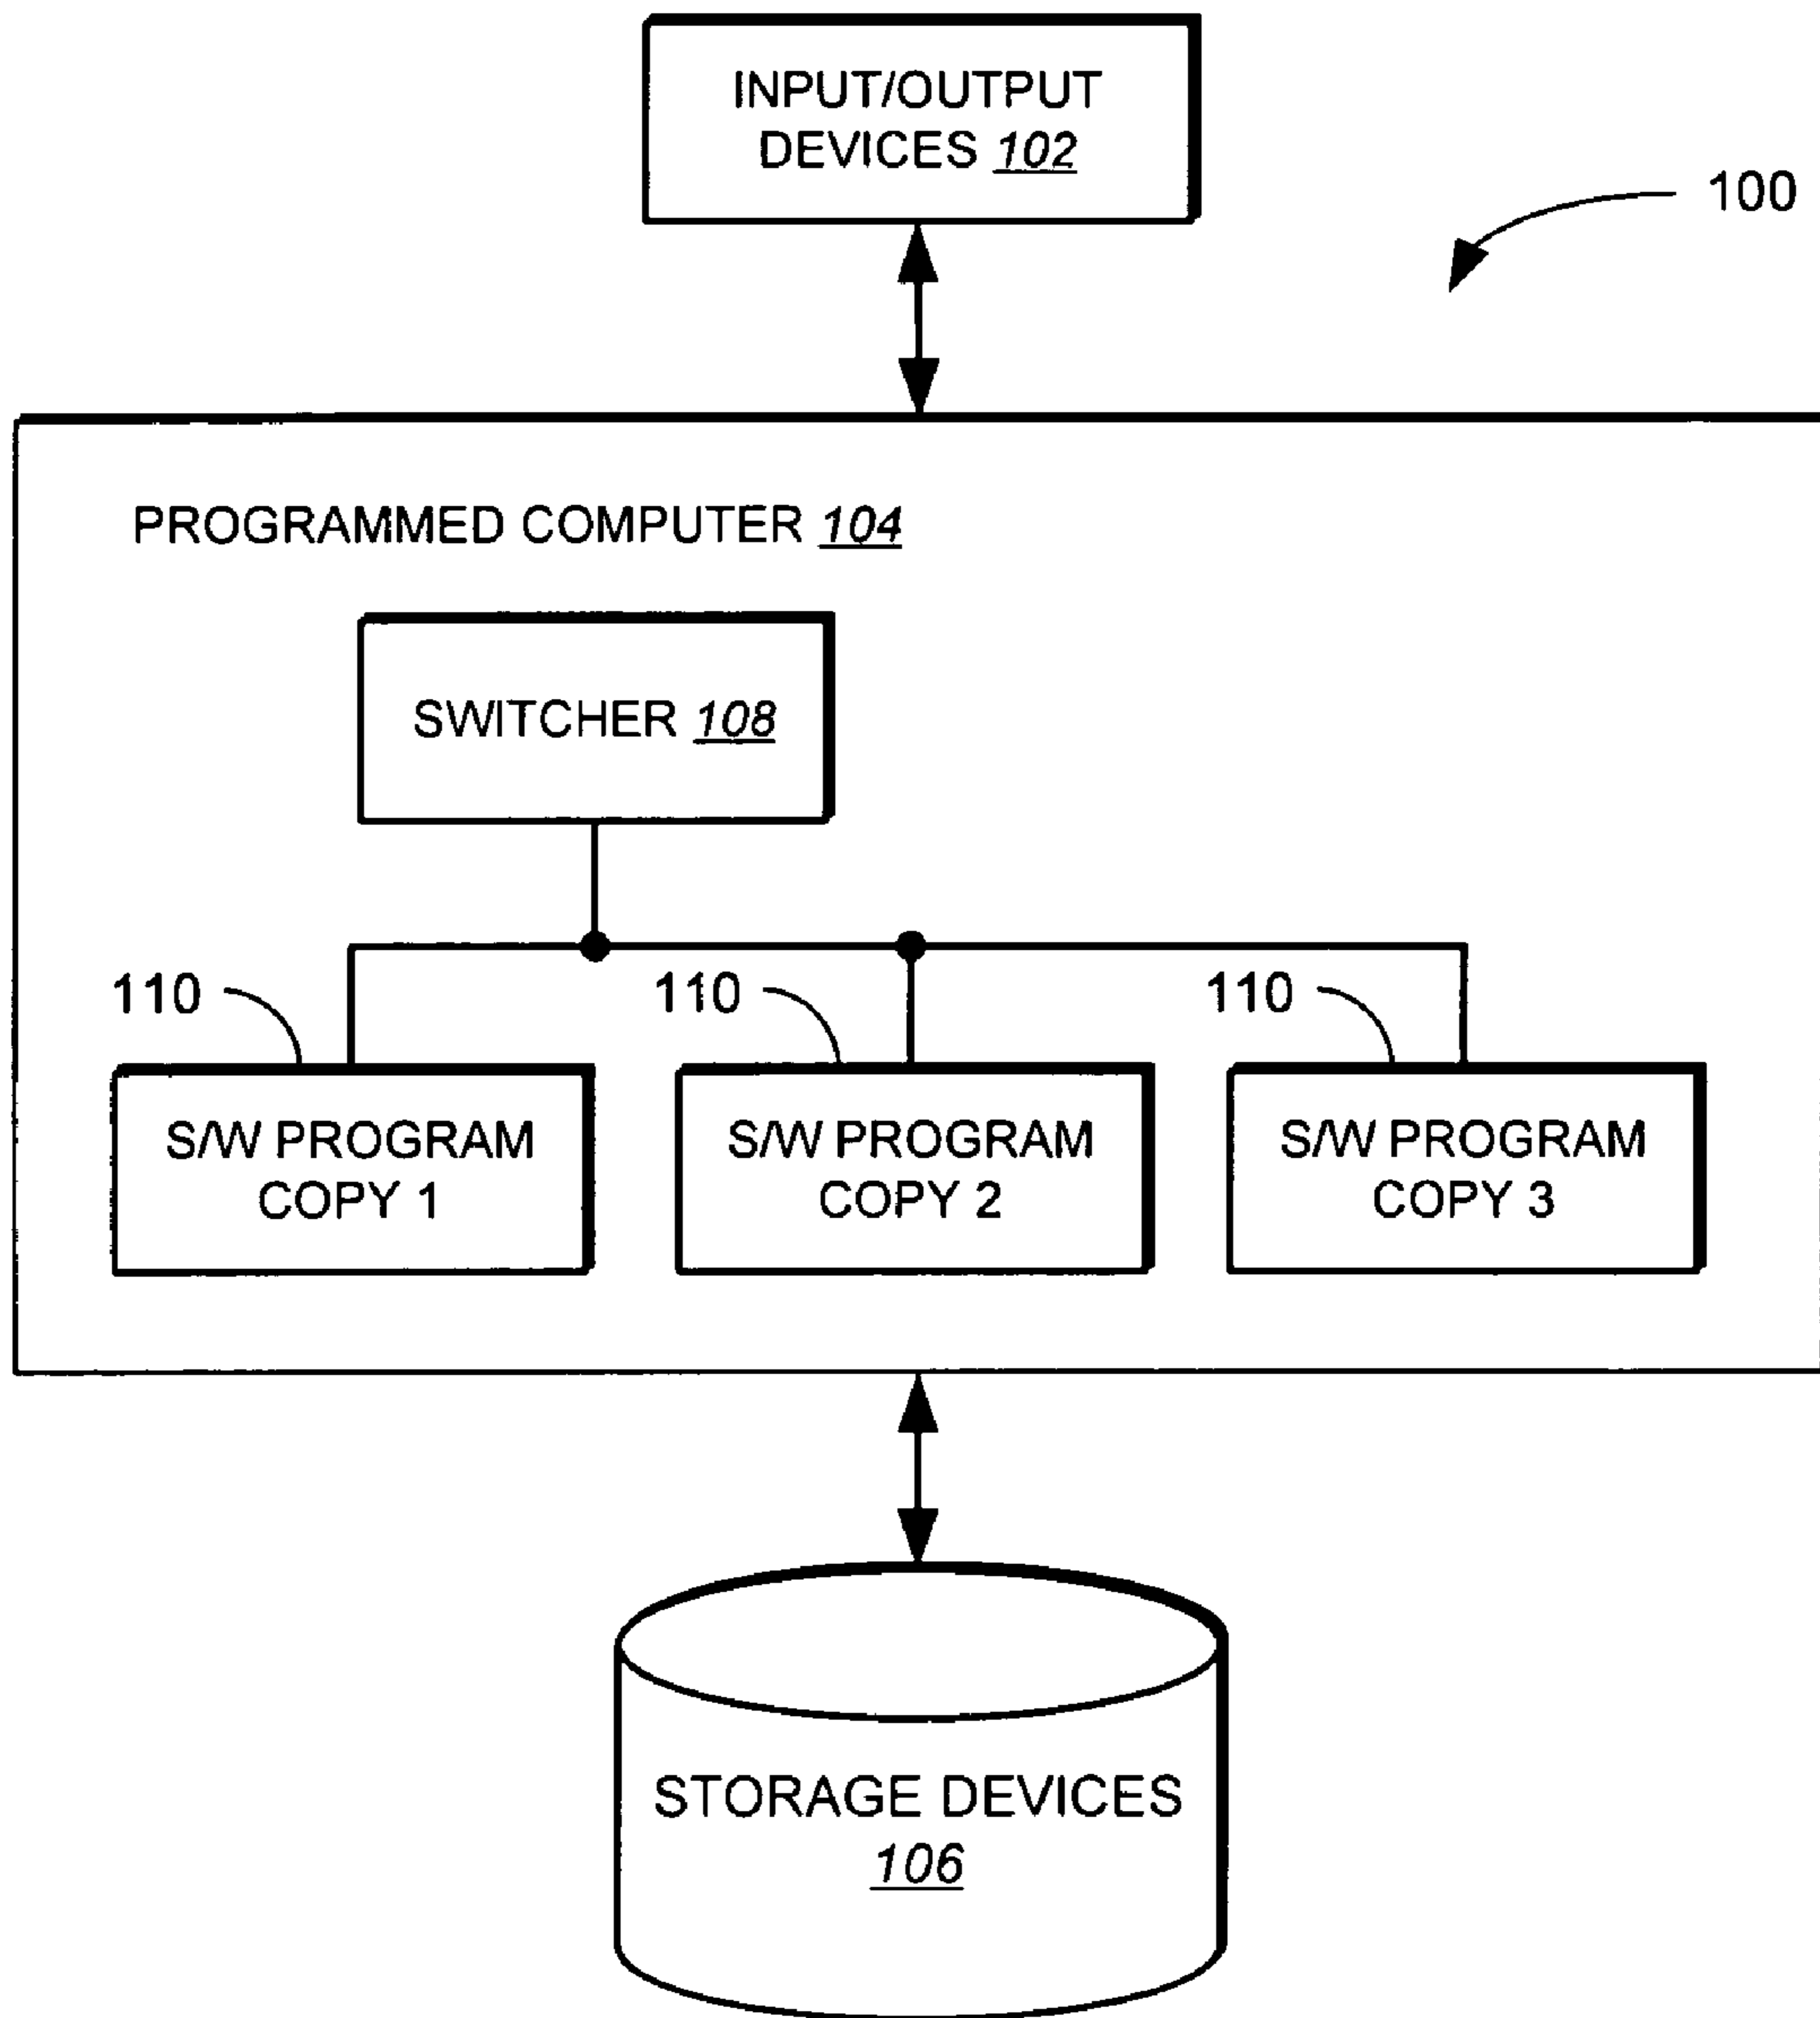 INPUT/OUTPUT
DEVICES 102
100
PROGRAMMED COMPUTER 104
SWITCHER 108
110
110
110
S/W PROGRAM
COPY 1
S/W PROGRAM
COPY 2
S/W PROGRAM
COPY 3
STORAGE DEVICES
106